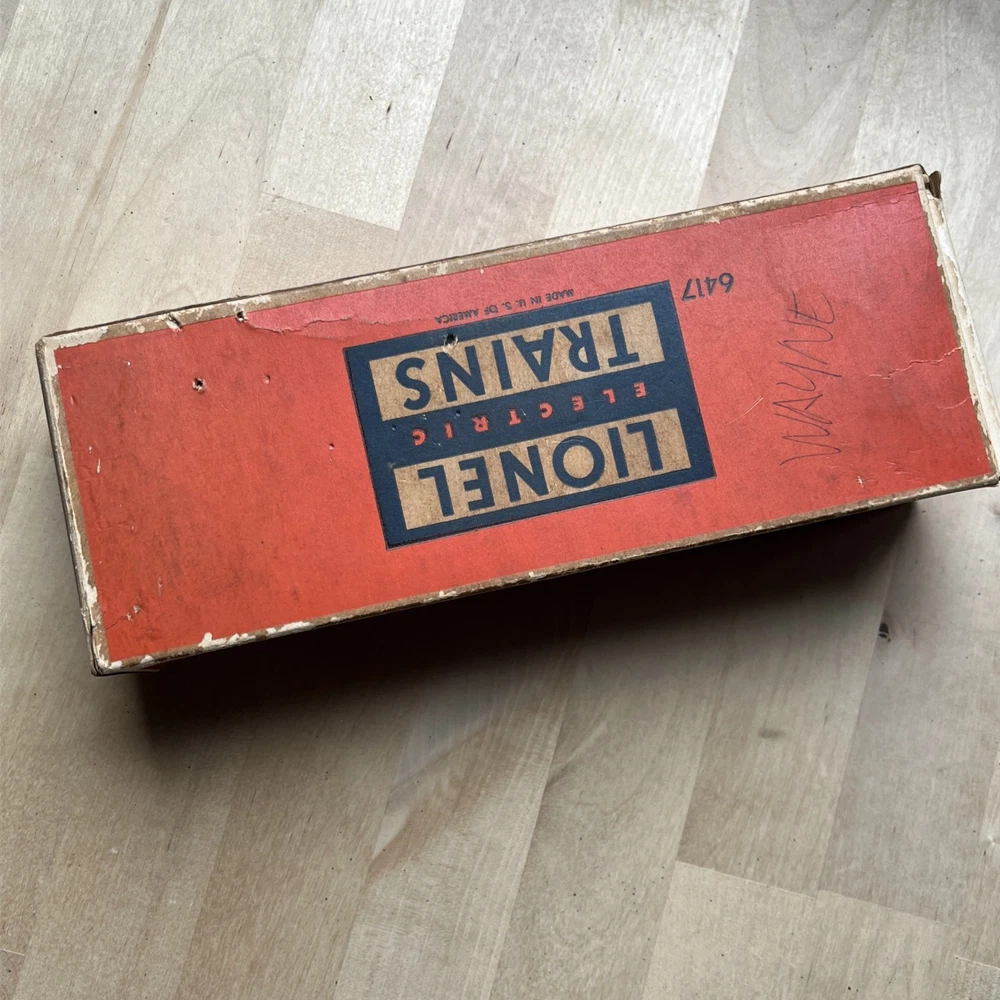 LIONEL
ELECTRIC
TRAINS
MADE IN U. S. OF AMERICA
6417
WAYNE